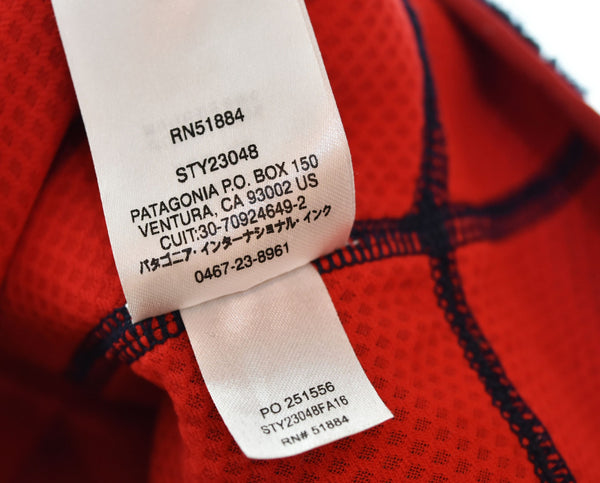 RN51884
STY23048
PATAGONIA P.O. BOX 150
VENTURA, CA 93002 US
CUIT:30-70924649-2
パタゴニア・インターナショナル・インク
0467-23-8961
PO 251556
STY23048FA16
RN# 51884